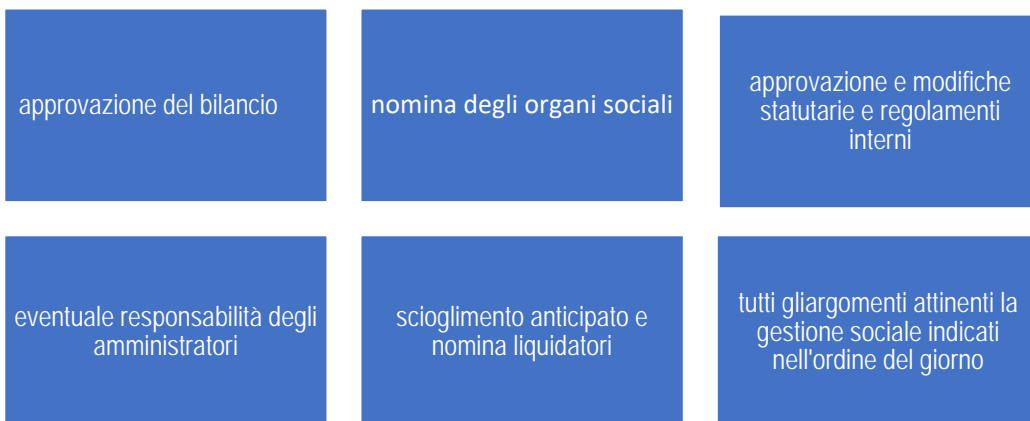 approvazione del bilancio
nomina degli organi sociali
approvazione e modifiche
statutarie e regolamenti
interni
eventuale responsabilità degli
amministratori
scioglimento anticipato e
nomina liquidatori
tutti gliargomenti attinenti la
gestione sociale indicati
nell'ordine del giorno